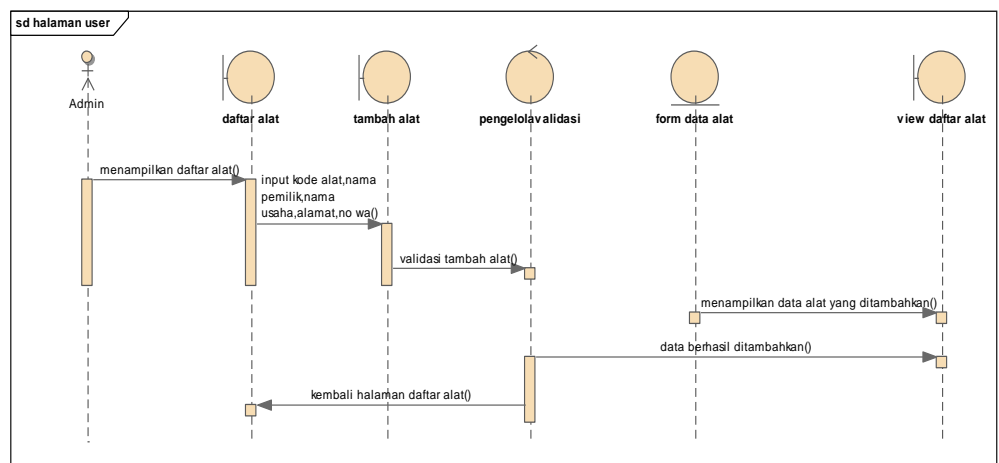 sd halaman user
Admin
daftar alat
tambah alat
pengelolavalidasi
form data alat
view daftar alat
menampilkan daftar alat()
input kode alat,nama
pemilik,nama
usaha,alamat,no wa()
validasi tambah alat()
menampilkan data alat yang ditambahkan()
data berhasil ditambahkan()
kembali halaman daftar alat()